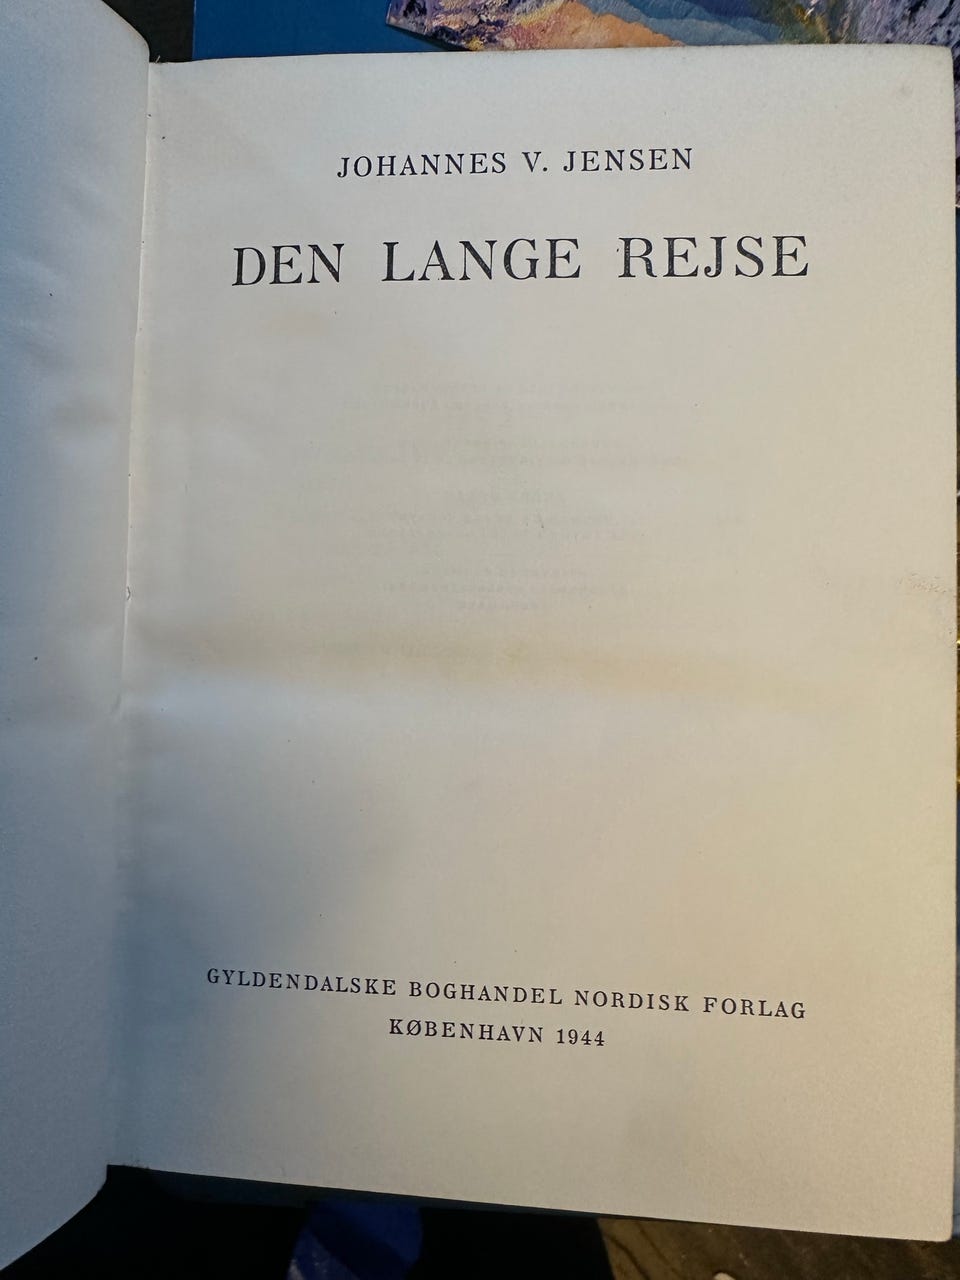 JOHANNES V. JENSEN
DEN LANGE REJSE
GYLDENDALSKE BOGHANDEL NORDISK FORLAG
KØBENHAVN 1944